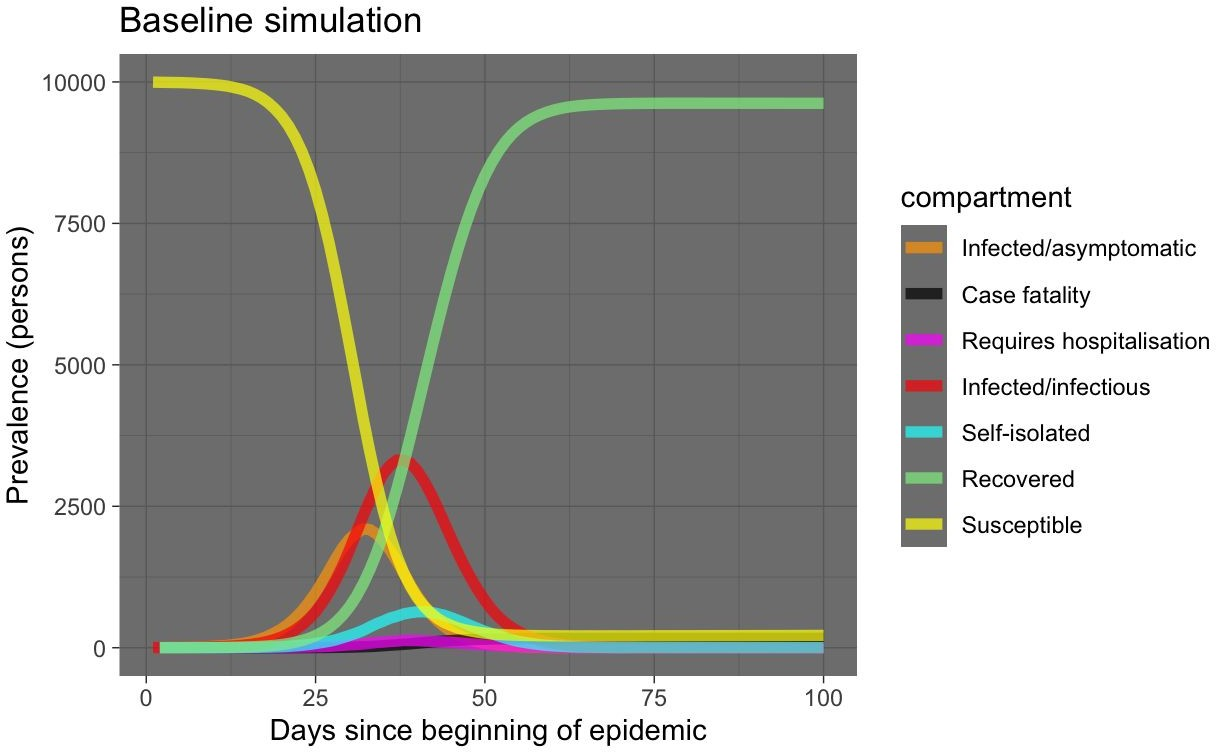 Baseline simulation
Prevalence (persons)
10000
7500
5000
2500
0
0 25 50 75 100
Days since beginning of epidemic
compartment
Infected/asymptomatic
Case fatality
Requires hospitalisation
Infected/infectious
Self-isolated
Recovered
Susceptible